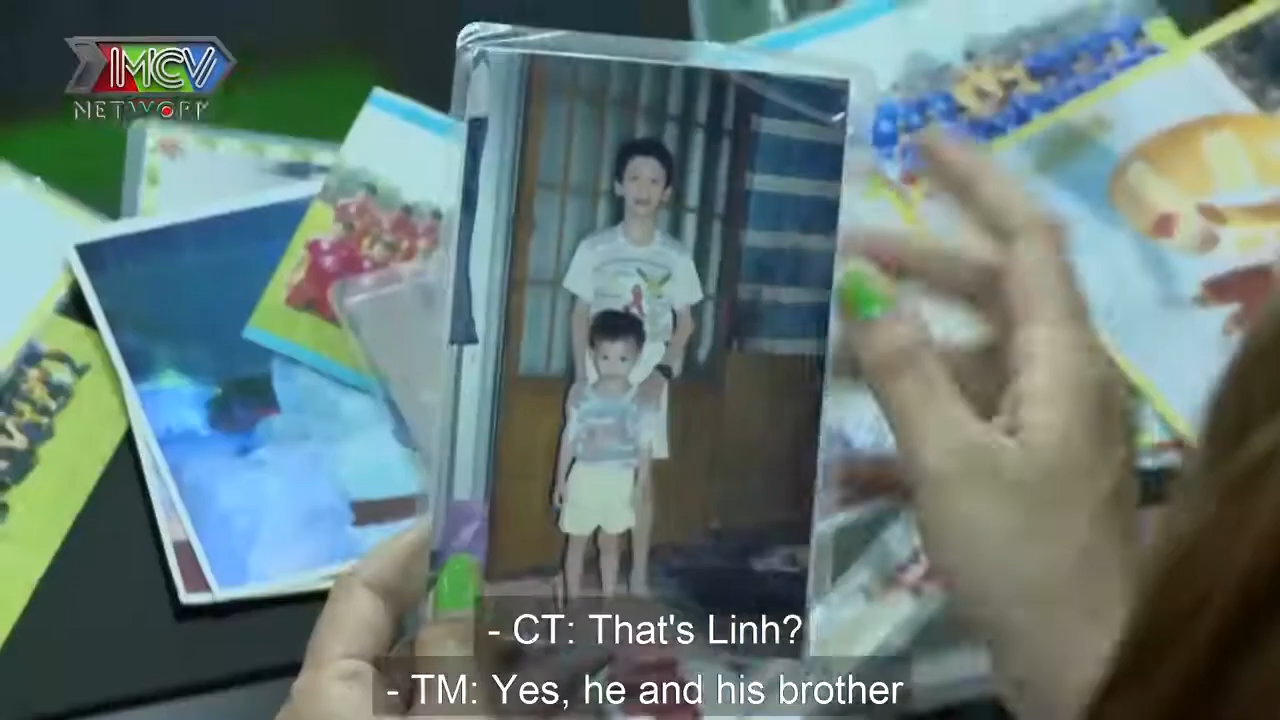 MCV
NETWORK
- CT: That's Linh?
- TM: Yes, he and his brother